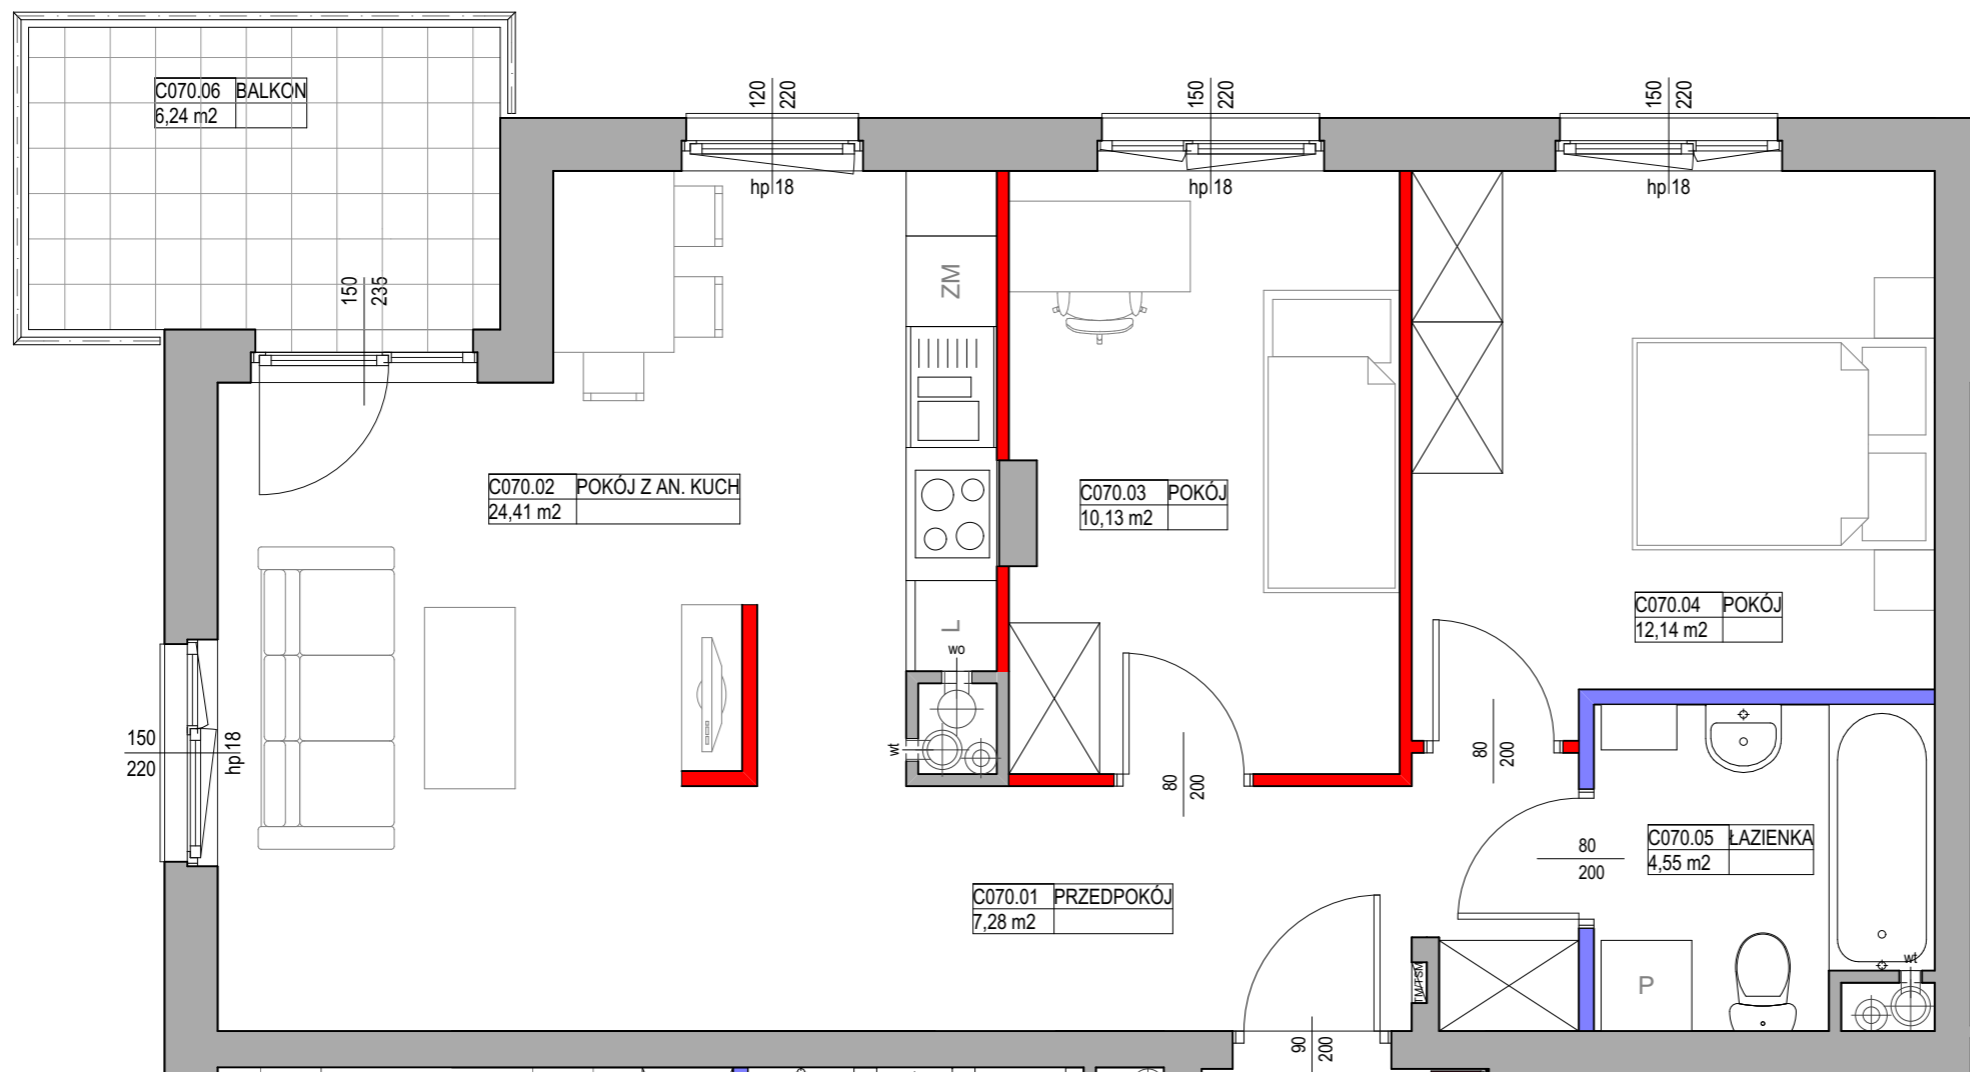 C070.06 BALKON
6,24 m2
120
220
150
220
150
220
hp 18
hp 18
hp 18
150
235
ZM
C070.02 POKÓJ Z AN. KUCH
24,41 m2
C070.03 POKÓJ
10,13 m2
C070.04 POKÓJ
12,14 m2
L
wo
wt
150
220
hp 18
80
200
80
200
80
200
C070.05 ŁAZIENKA
4,55 m2
C070.01 PRZEDPOKÓJ
7,28 m2
P
wt
90
200